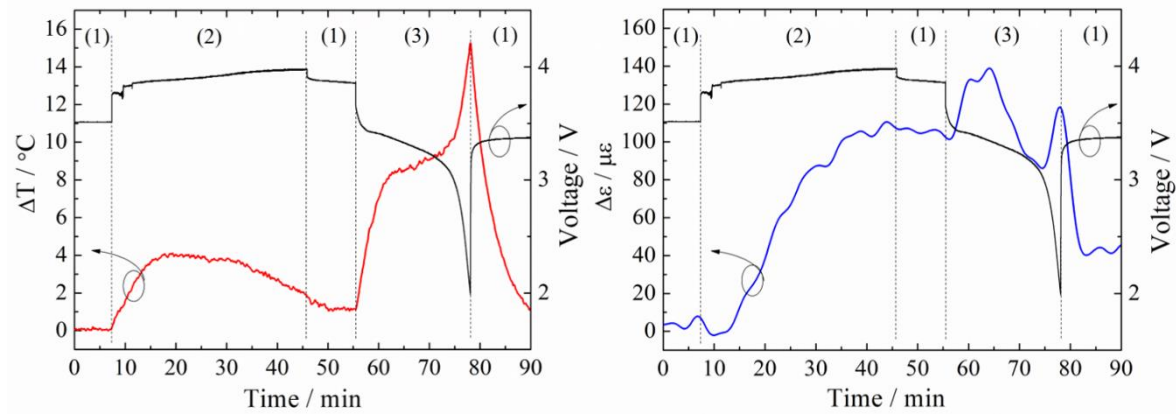 (1) (2) (1) (3) (1)
16
14
12
10
8
6
4
2
0
ΔT / °C
4
3
2
Voltage / V
0 10 20 30 40 50 60 70 80 90
Time / min
(1) (2) (1) (3) (1)
160
140
120
100
80
60
40
20
0
Δε / με
4
3
2
Voltage / V
0 10 20 30 40 50 60 70 80 90
Time / min